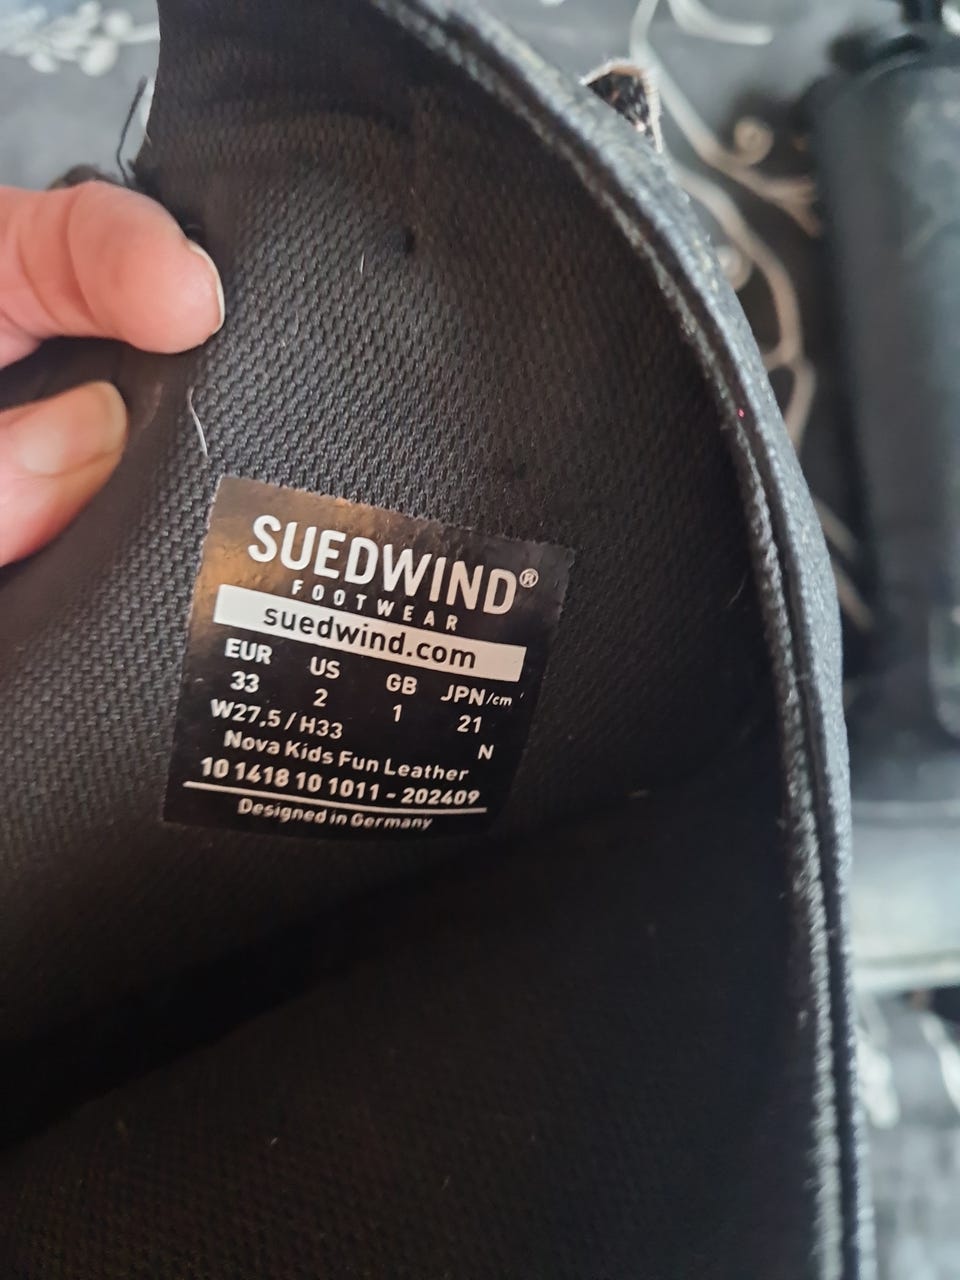 SUEDWIND®
FOOTWEAR
suedwind.com
EUR US GB JPN/cm
33 2 1 21
W27,5/H33 N
Nova Kids Fun Leather
10 1418 10 1011 - 202409
Designed in Germany